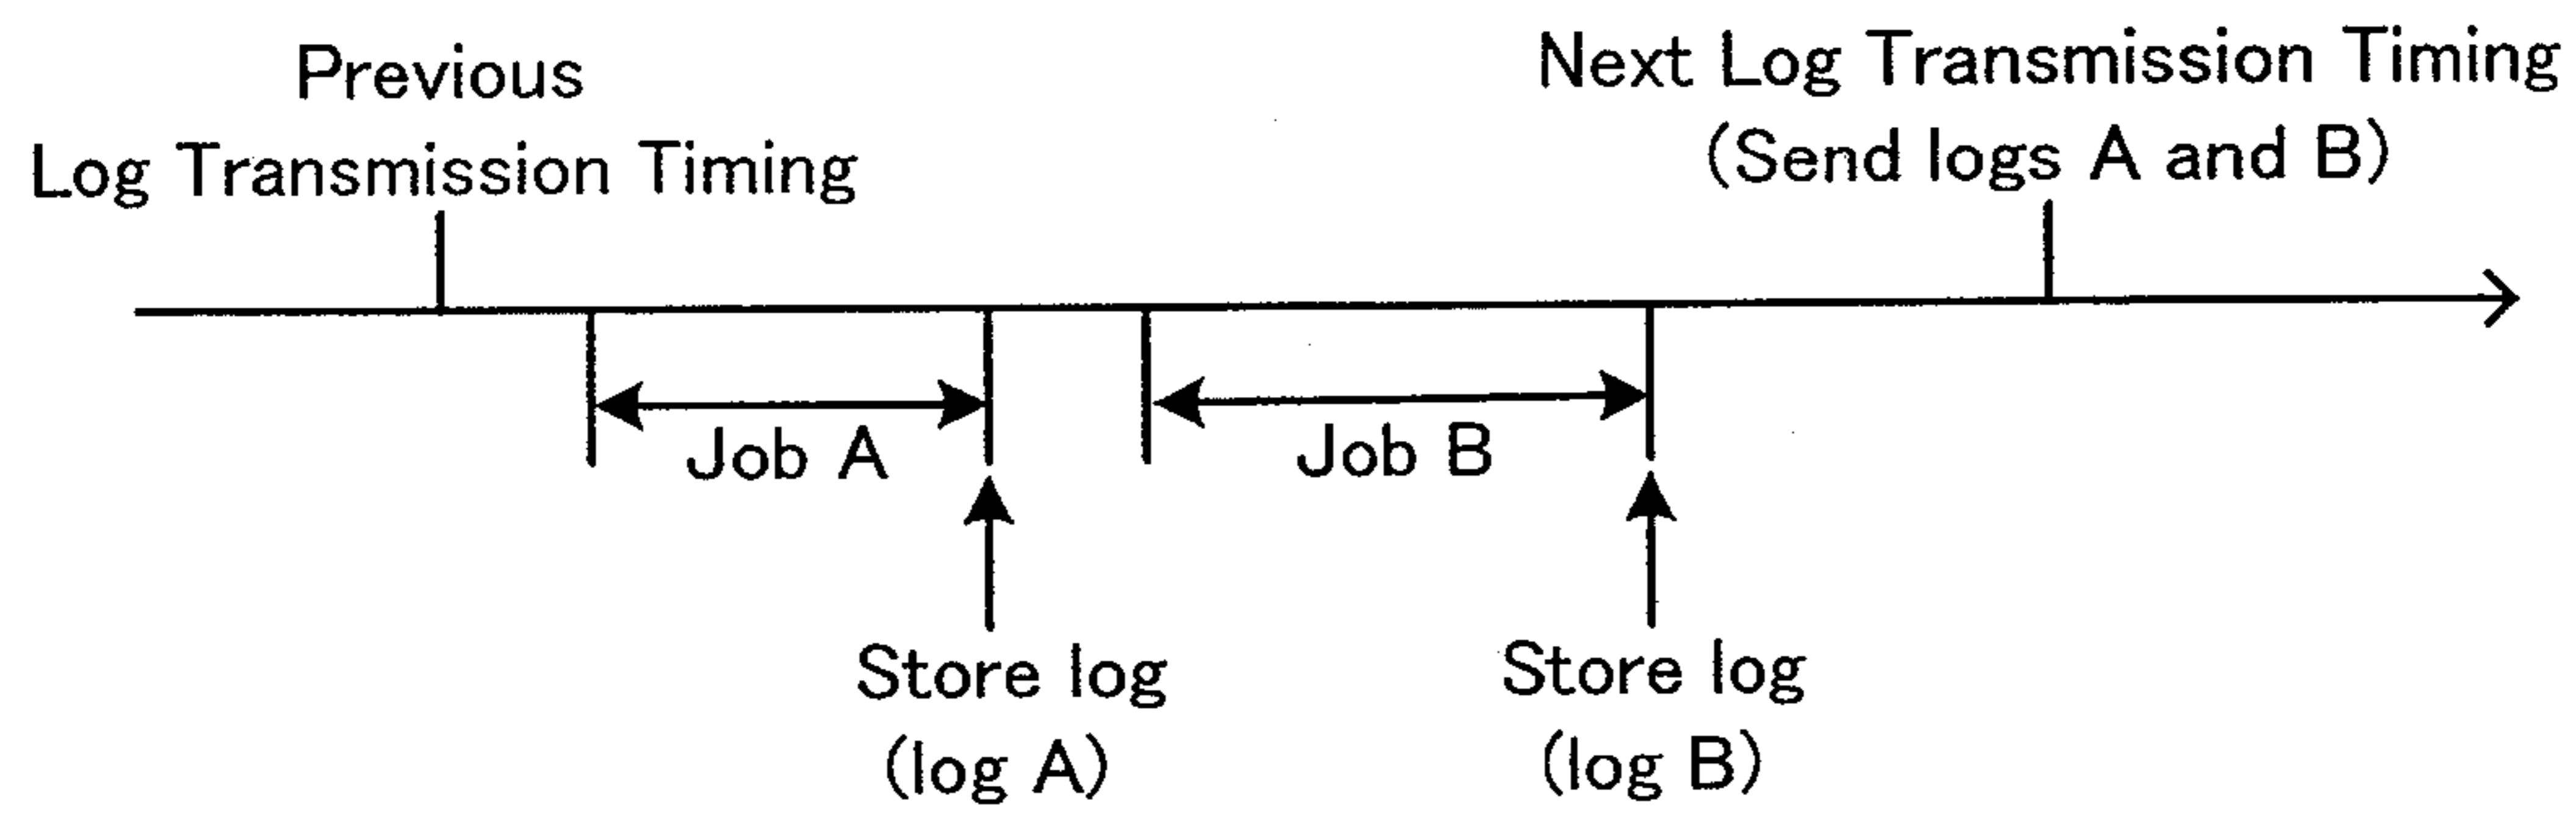 Previous
Log Transmission Timing
Next Log Transmission Timing
(Send logs A and B)
Job A
Job B
Store log
(log A)
Store log
(log B)